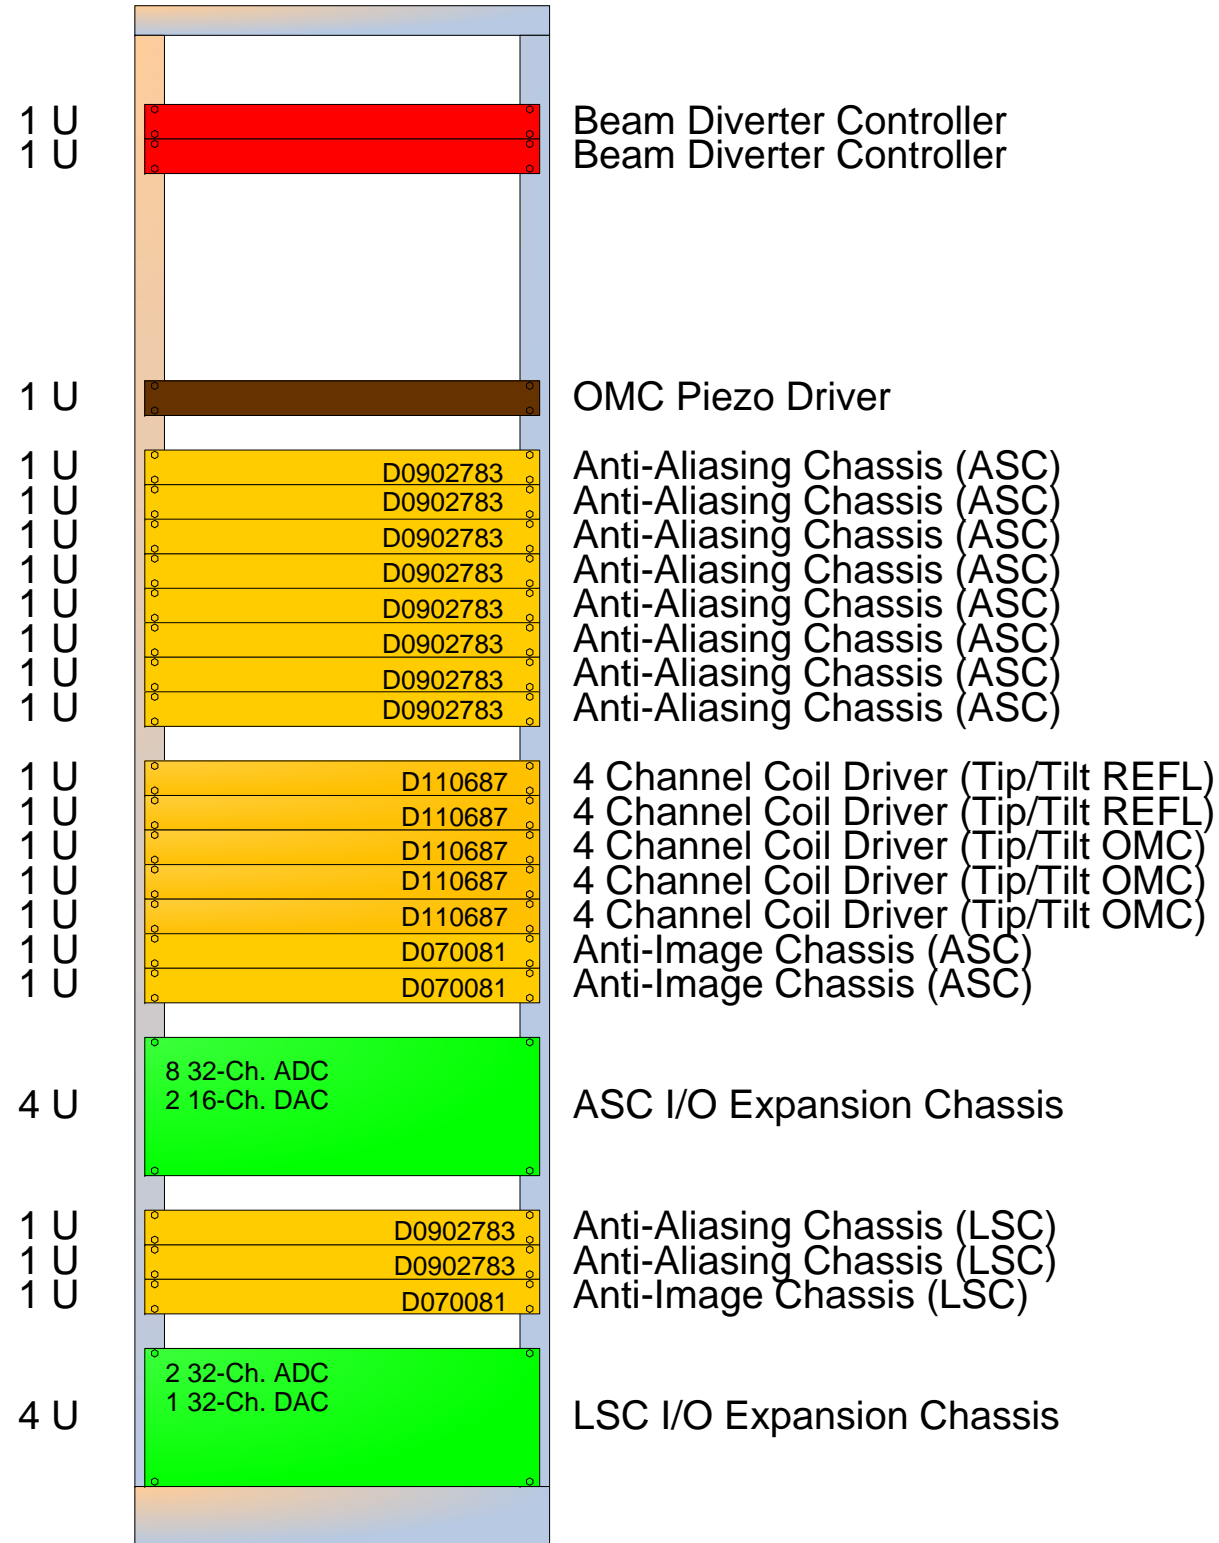 1 U Beam Diverter Controller
1 U Beam Diverter Controller
1 U OMC Piezo Driver
1 U D0902783 Anti-Aliasing Chassis (ASC)
1 U D0902783 Anti-Aliasing Chassis (ASC)
1 U D0902783 Anti-Aliasing Chassis (ASC)
1 U D0902783 Anti-Aliasing Chassis (ASC)
1 U D0902783 Anti-Aliasing Chassis (ASC)
1 U D0902783 Anti-Aliasing Chassis (ASC)
1 U D0902783 Anti-Aliasing Chassis (ASC)
1 U D0902783 Anti-Aliasing Chassis (ASC)
1 U D110687 4 Channel Coil Driver (Tip/Tilt REFL)
1 U D110687 4 Channel Coil Driver (Tip/Tilt REFL)
1 U D110687 4 Channel Coil Driver (Tip/Tilt OMC)
1 U D110687 4 Channel Coil Driver (Tip/Tilt OMC)
1 U D110687 4 Channel Coil Driver (Tip/Tilt OMC)
1 U D070081 Anti-Image Chassis (ASC)
1 U D070081 Anti-Image Chassis (ASC)
8 32-Ch. ADC
2 16-Ch. DAC
4 U ASC I/O Expansion Chassis
1 U D0902783 Anti-Aliasing Chassis (LSC)
1 U D0902783 Anti-Aliasing Chassis (LSC)
1 U D070081 Anti-Image Chassis (LSC)
2 32-Ch. ADC
1 32-Ch. DAC
4 U LSC I/O Expansion Chassis